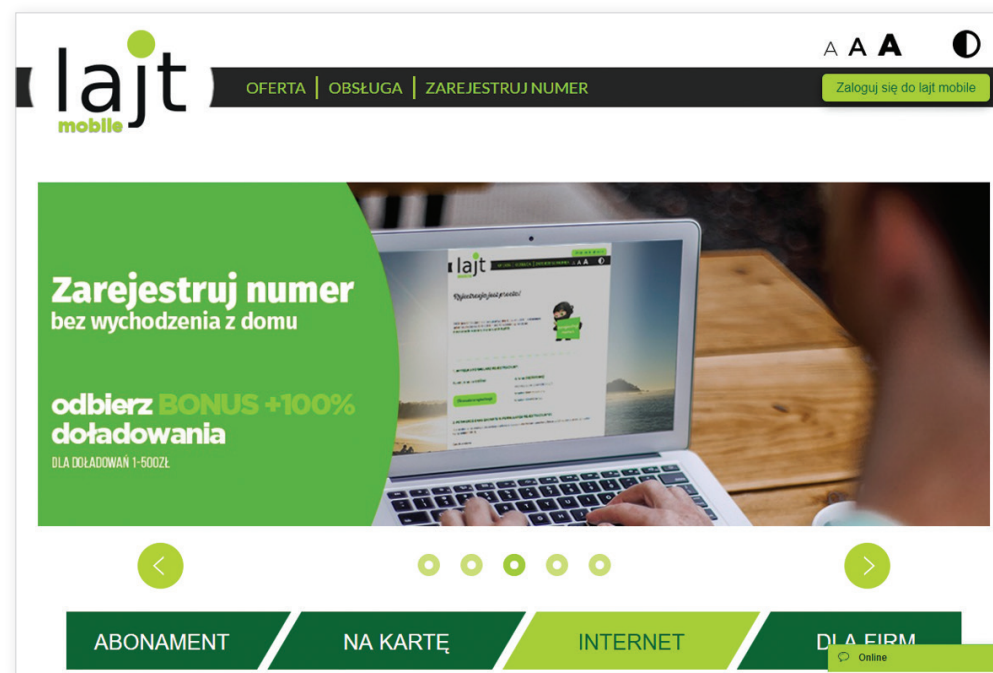 lajt
mobile
A A A
OFERTA | OBSŁUGA | ZAREJESTRUJ NUMER
Zaloguj się do lajt mobile
Zarejestruj numer
bez wychodzenia z domu
odbierz BONUS +100%
doładowania
DLA DOŁADOWAŃ 1-500ZŁ
lajt
ABONAMENT
NA KARTĘ
INTERNET
DLA FIRM
Online